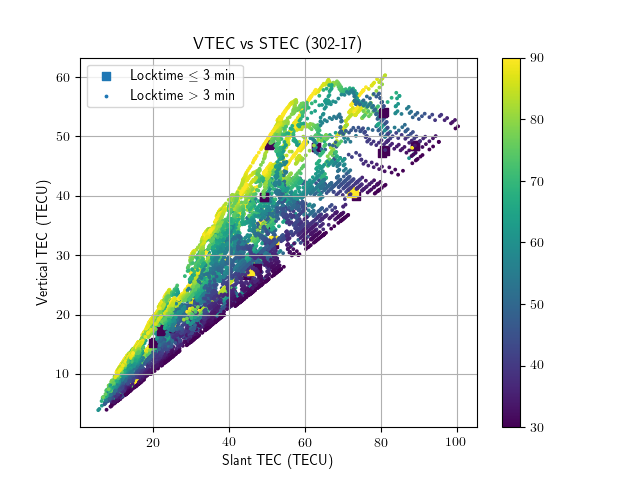 VTEC vs STEC (302-17)
Locktime ≤ 3 min
Locktime > 3 min
Vertical TEC (TECU)
60
50
40
30
20
10
20 40 60 80 100
Slant TEC (TECU)
90
80
70
60
50
40
30